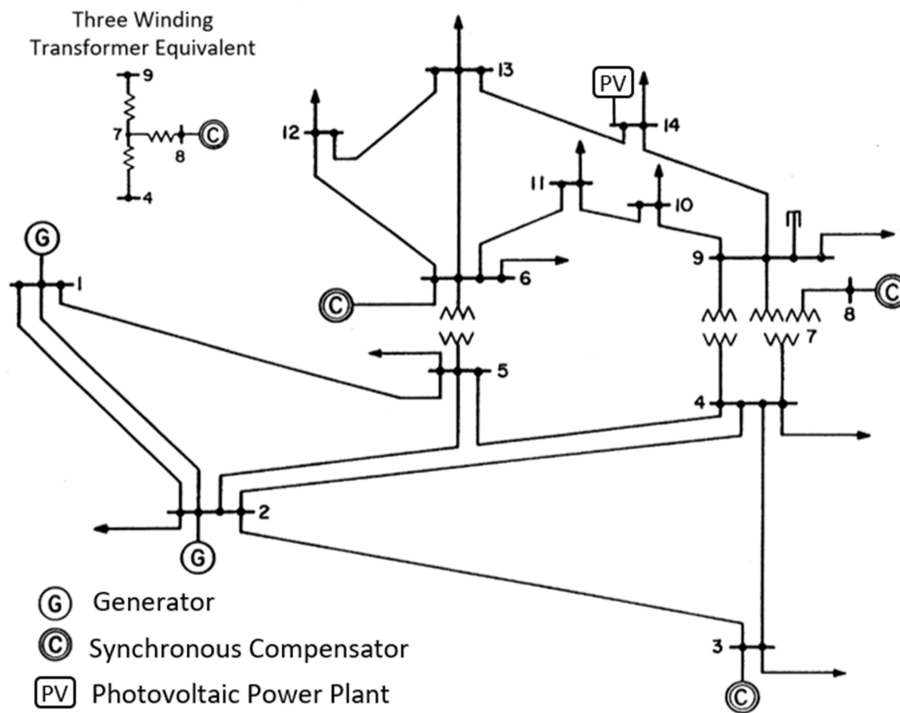 Three Winding
Transformer Equivalent
9
7
C
8
4
G
1
12
13
PV
14
11
10
6
C
9
8
C
7
5
4
2
G
3
C
G Generator
C Synchronous Compensator
PV Photovoltaic Power Plant